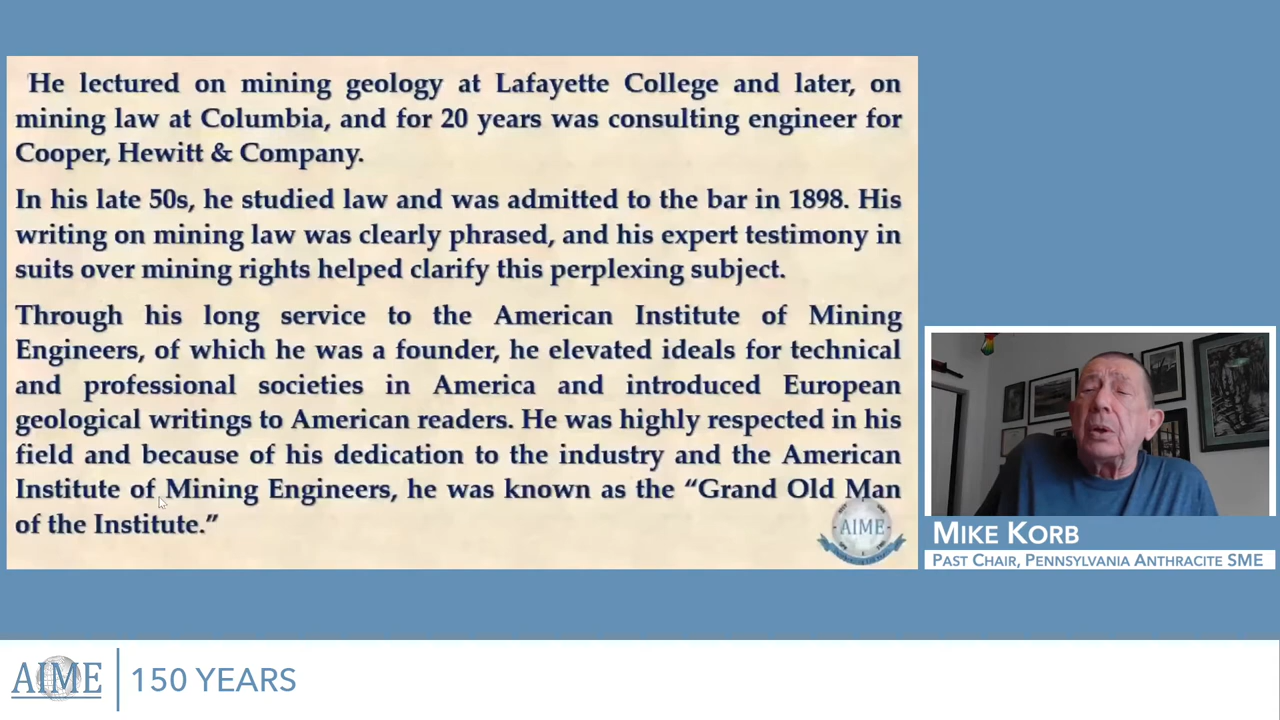 He lectured on mining geology at Lafayette College and later, on
mining law at Columbia, and for 20 years was consulting engineer for
Cooper, Hewitt & Company.
In his late 50s, he studied law and was admitted to the bar in 1898. His
writing on mining law was clearly phrased, and his expert testimony in
suits over mining rights helped clarify this perplexing subject.
Through his long service to the American Institute of Mining
Engineers, of which he was a founder, he elevated ideals for technical
and professional societies in America and introduced European
geological writings to American readers. He was highly respected in his
field and because of his dedication to the industry and the American
Institute of Mining Engineers, he was known as the “Grand Old Man
of the Institute.”
AIME
MIKE KORB
PAST CHAIR, PENNSYLVANIA ANTHRACITE SME
AIME
150 YEARS